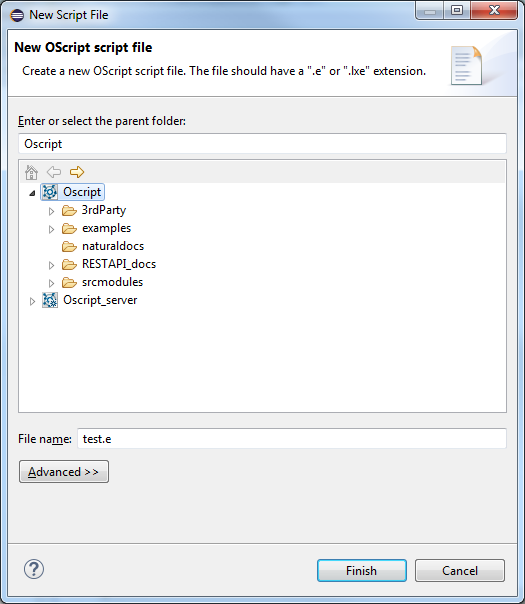 New Script File
New OScript script file
Create a new OScript script file. The file should have a ".e" or ".lxe" extension.
Enter or select the parent folder:
Oscript
Oscript
3rdParty
examples
naturaldocs
RESTAPI_docs
srcmodules
Oscript_server
File name: test.e
Advanced >>
?
Finish Cancel